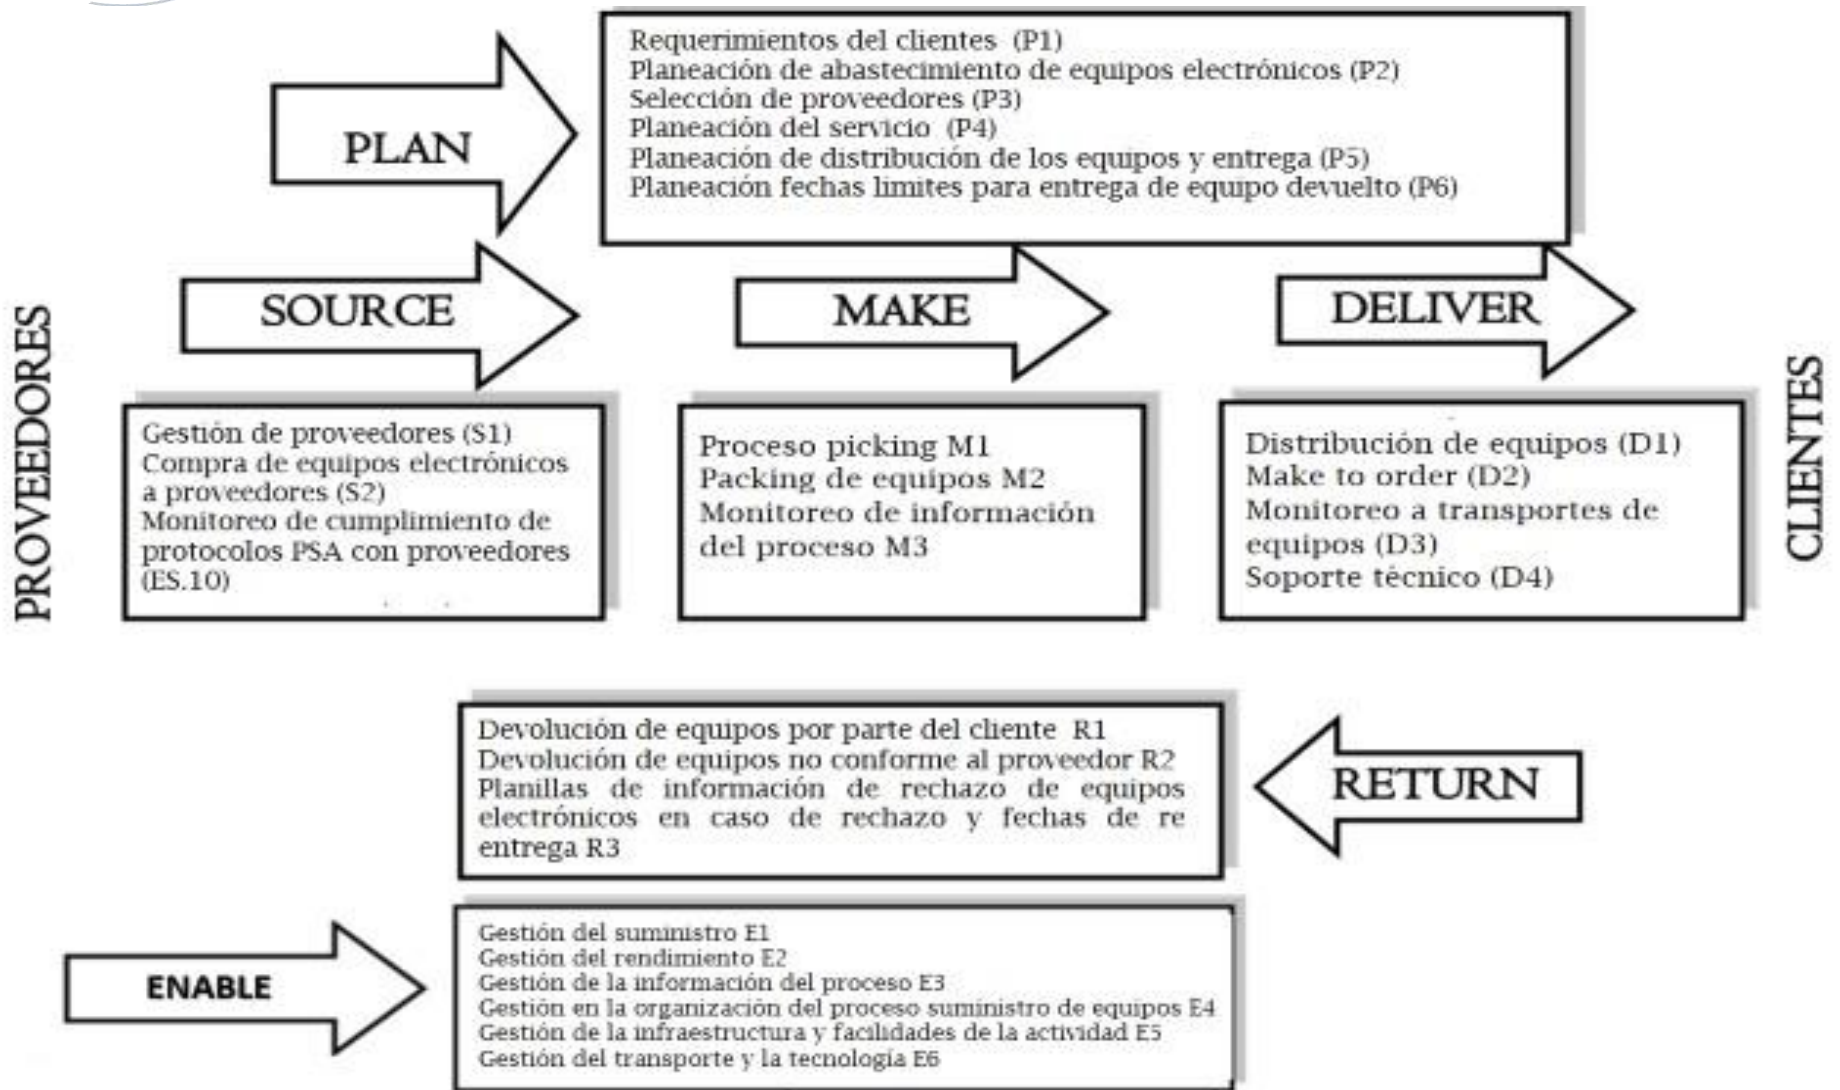 PLAN
Requerimientos del clientes (P1)
Planeación de abastecimiento de equipos electrónicos (P2)
Selección de proveedores (P3)
Planeación del servicio (P4)
Planeación de distribución de los equipos y entrega (P5)
Planeación fechas limites para entrega de equipo devuelto (P6)
PROVEEDORES
SOURCE
Gestión de proveedores (S1)
Compra de equipos electrónicos
a proveedores (S2)
Monitoreo de cumplimiento de
protocolos PSA con proveedores
(ES.10)
MAKE
Proceso picking M1
Packing de equipos M2
Monitoreo de información
del proceso M3
DELIVER
Distribución de equipos (D1)
Make to order (D2)
Monitoreo a transportes de
equipos (D3)
Soporte técnico (D4)
CLIENTES
Devolución de equipos por parte del cliente R1
Devolución de equipos no conforme al proveedor R2
Planillas de información de rechazo de equipos
electrónicos en caso de rechazo y fechas de re
entrega R3
RETURN
ENABLE
Gestión del suministro E1
Gestión del rendimiento E2
Gestión de la información del proceso E3
Gestión en la organización del proceso suministro de equipos E4
Gestión de la infraestructura y facilidades de la actividad E5
Gestión del transporte y la tecnología E6